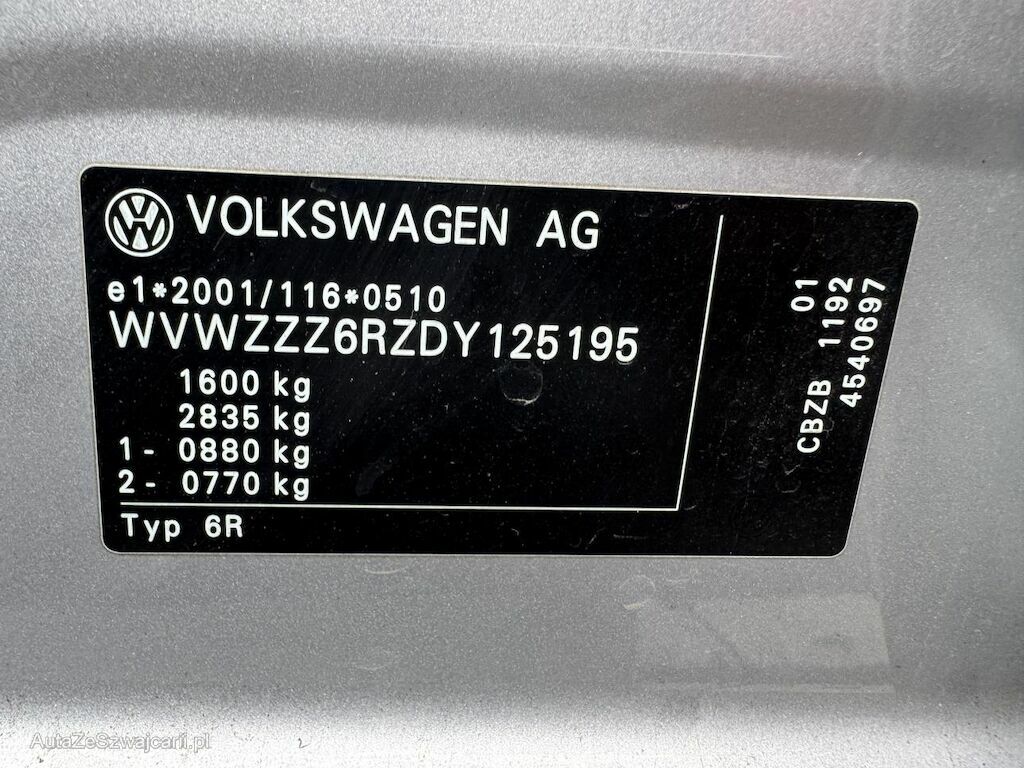 VOLKSWAGEN AG
e1*2001/116*0510
WVWZZZ6RZDY125195
1600 kg
2835 kg
1- 0880 kg
2- 0770 kg
Typ 6R
CBZB 1192 01
4540697
AutaZeSzwajcarii.pl